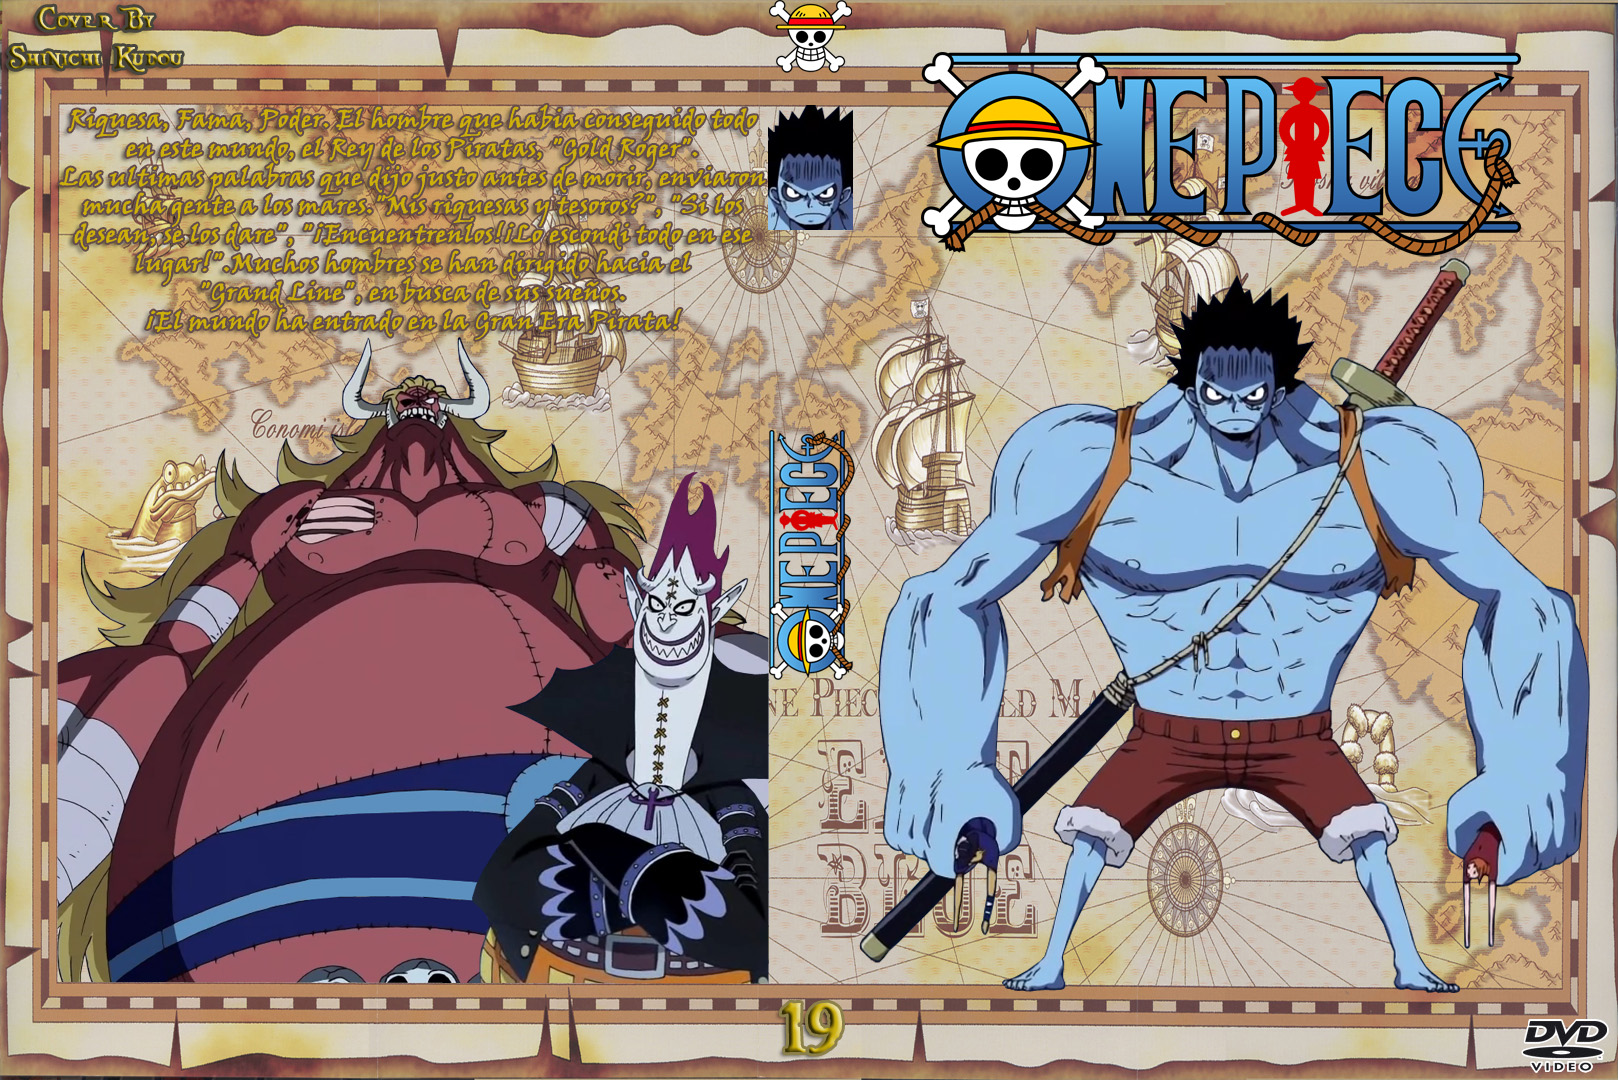 Cover By
Shinichi Kudou
Riquesa, Fama, Poder. El hombre que habia conseguido todo
en este mundo, el Rey de los Piratas, "Gold Roger".
Las ultimas palabras que dijo justo antes de morir, enviaron
mucha gente a los mares."Mis riquesas y tesoros?", "Si los
desean, se los dare", "¡Encuentrenlos!¡Lo escondi todo en ese
lugar!".Muchos hombres se han dirigido hacia el
"Grand Line", en busca de sus sueños.
¡El mundo ha entrado en la Gran Era Pirata!
Conomi isla
SZ
ONE PIECE
19
ONE PIECE
BLUE
DVD
VIDEO